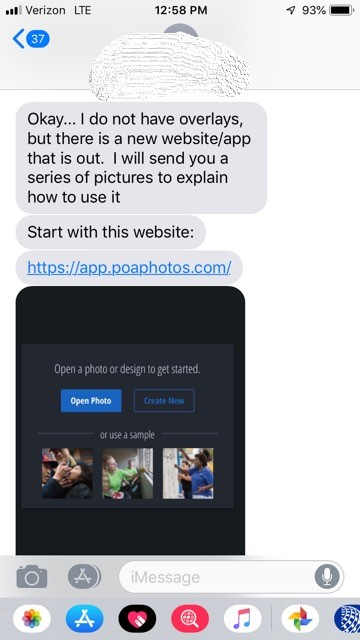 Verizon LTE 12:58 PM 93%
37
Okay... I do not have overlays,
but there is a new website/app
that is out. I will send you a
series of pictures to explain
how to use it
Start with this website:
https://app.poaphotos.com/
Open a photo or design to get started.
Open Photo Create New
or use a sample
iMessage